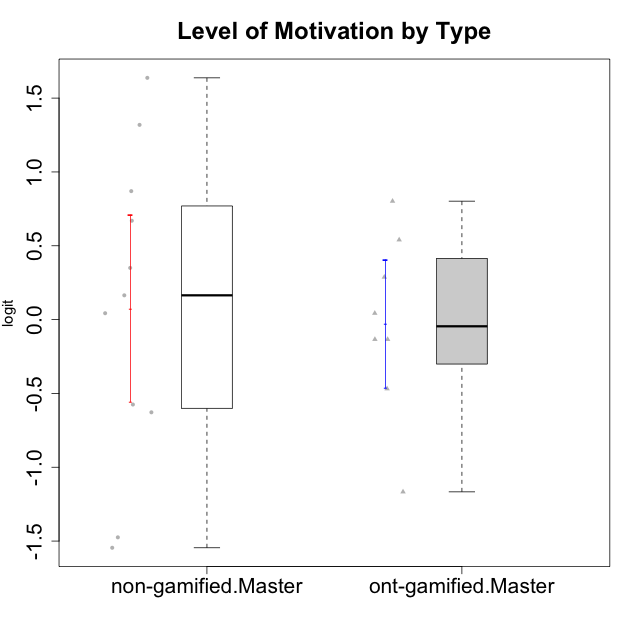 Level of Motivation by Type
1.5
1.0
0.5
0.0
-0.5
-1.0
-1.5
logit
non-gamified.Master
ont-gamified.Master